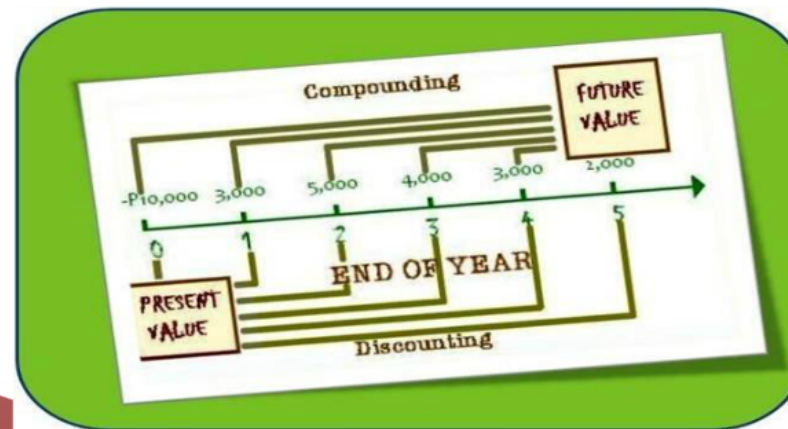 Compounding
FUTURE
VALUE
-P10,000 3,000 5,000 4,000 3,000 2,000
0 1 2 3 4 5
END OF YEAR
PRESENT
VALUE
Discounting